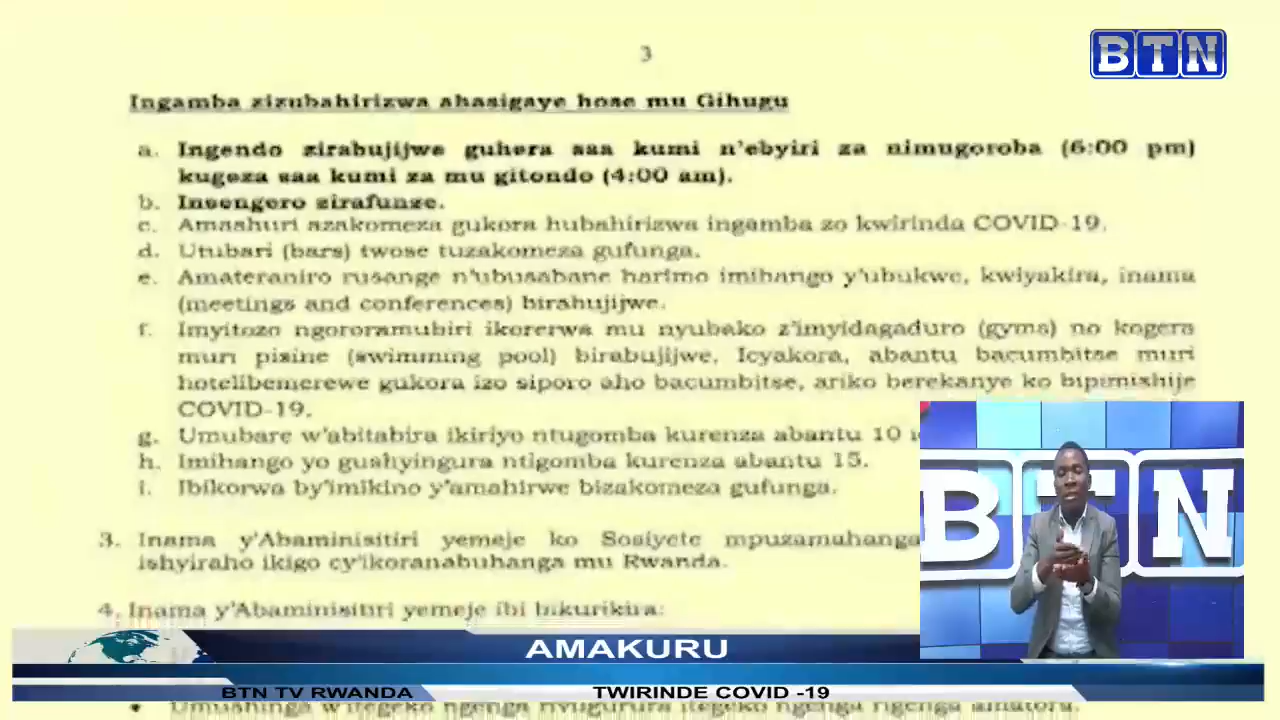 BTN
3
Ingamba zizubahirizwa ahasigaye hose mu Gihugu
a. Ingendo zirabujijwe guhera saa kumi n'ebyiri za nimugoroba (6:00 pm)
kugeza saa kumi za mu gitondo (4:00 am).
b. Insengero zirafunze.
c. Amashuri azakomeza gukora hubahirizwa ingamba zo kwirinda COVID-19.
d. Utubari (bars) twose tuzakomeza gufunga.
e. Amateraniro rusange n'ubusabane harimo imihango y'ubukwe, kwiyakira, inama
(meetings and conferences) birabujijwe.
f. Imyitozo ngororamubiri ikorerwa mu nyubako z'imyidagaduro (gyms) no kogera
muri pisine (swimming pool) birabujijwe. Icyakora, abantu bacumbitse muri
hotelibemerewe gukora izo siporo aho bacumbitse, ariko berekanye ko bipimishije
COVID-19.
g. Umubare w'abitabira ikiriyo ntugomba kurenza abantu 10
h. Imihango yo gushyingura ntigomba kurenza abantu 15.
i. Ibikorwa by'imikino y'amahirwe bizakomeza gufunga.
3. Inama y'Abaminisitiri yemeje ko Sosiyete mpuzamahanga
ishyiraho ikigo cy'ikoranabuhanga mu Rwanda.
4. Inama y'Abaminisitiri yemeje ibi bikurikira:
BTN
AMAKURU
BTN TV RWANDA
TWIRINDE COVID -19